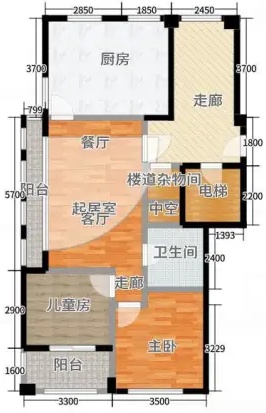 2850 1850 2450
厨房
3700
走廊
3700
799
餐厅
1800
楼道杂物间
阳台
5700
起居室
客厅
中空
电梯
2200
1393
卫生间
2400
走廊
2900
儿童房
主卧
3229
阳台
1600
3300 3500